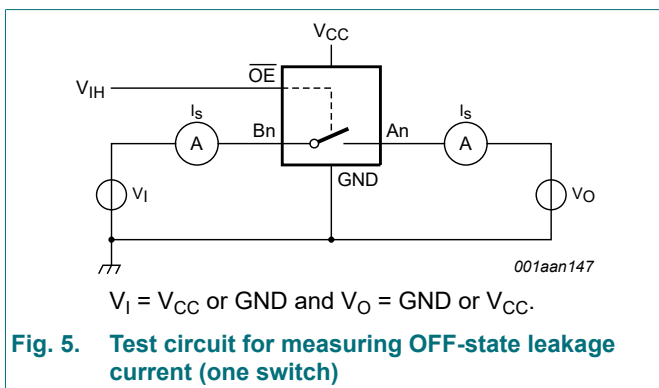 VCC
OE
VIH
Is
Bn
An
Is
A
A
GND
VI
VO
001aan147
VI = VCC or GND and VO = GND or VCC.
Fig. 5. Test circuit for measuring OFF-state leakage
current (one switch)